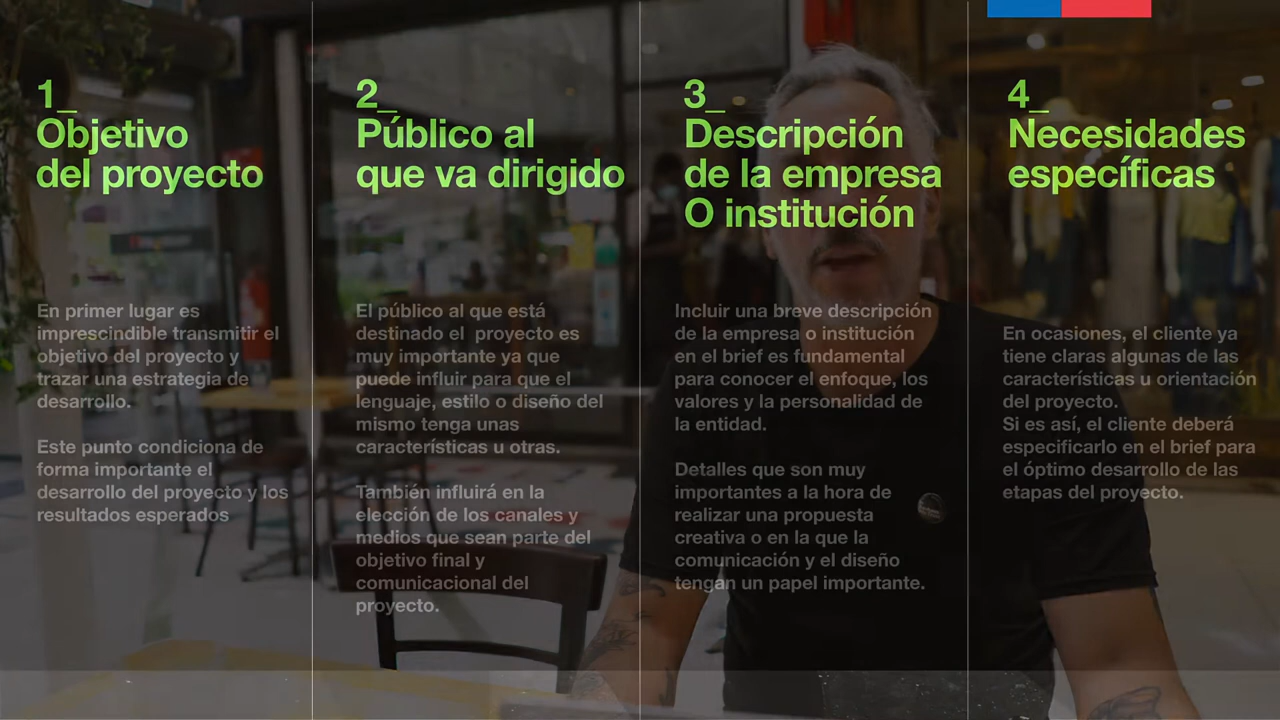 1_
Objetivo
del proyecto
En primer lugar es
imprescindible transmitir el
objetivo del proyecto y
trazar una estrategia de
desarrollo.
Este punto condiciona de
forma importante el
desarrollo del proyecto y los
resultados esperados
2_
Público al
que va dirigido
El público al que está
destinado el  proyecto es
muy importante ya que
puede influir para que el
lenguaje, estilo o diseño del
mismo tenga unas
características u otras.
También influirá en la
elección de los canales y
medios que sean parte del
objetivo final y
comunicacional del
proyecto.
3_
Descripción
de la empresa
O institución
Incluir una breve descripción
de la empresa o institución
en el brief es fundamental
para conocer el enfoque, los
valores y la personalidad de
la entidad.
Detalles que son muy
importantes a la hora de
realizar una propuesta
creativa o en la que la
comunicación y el diseño
tengan un papel importante.
4_
Necesidades
específicas
En ocasiones, el cliente ya
tiene claras algunas de las
características u orientación
del proyecto.
Si es así, el cliente deberá
especificarlo en el brief para
el óptimo desarrollo de las
etapas del proyecto.